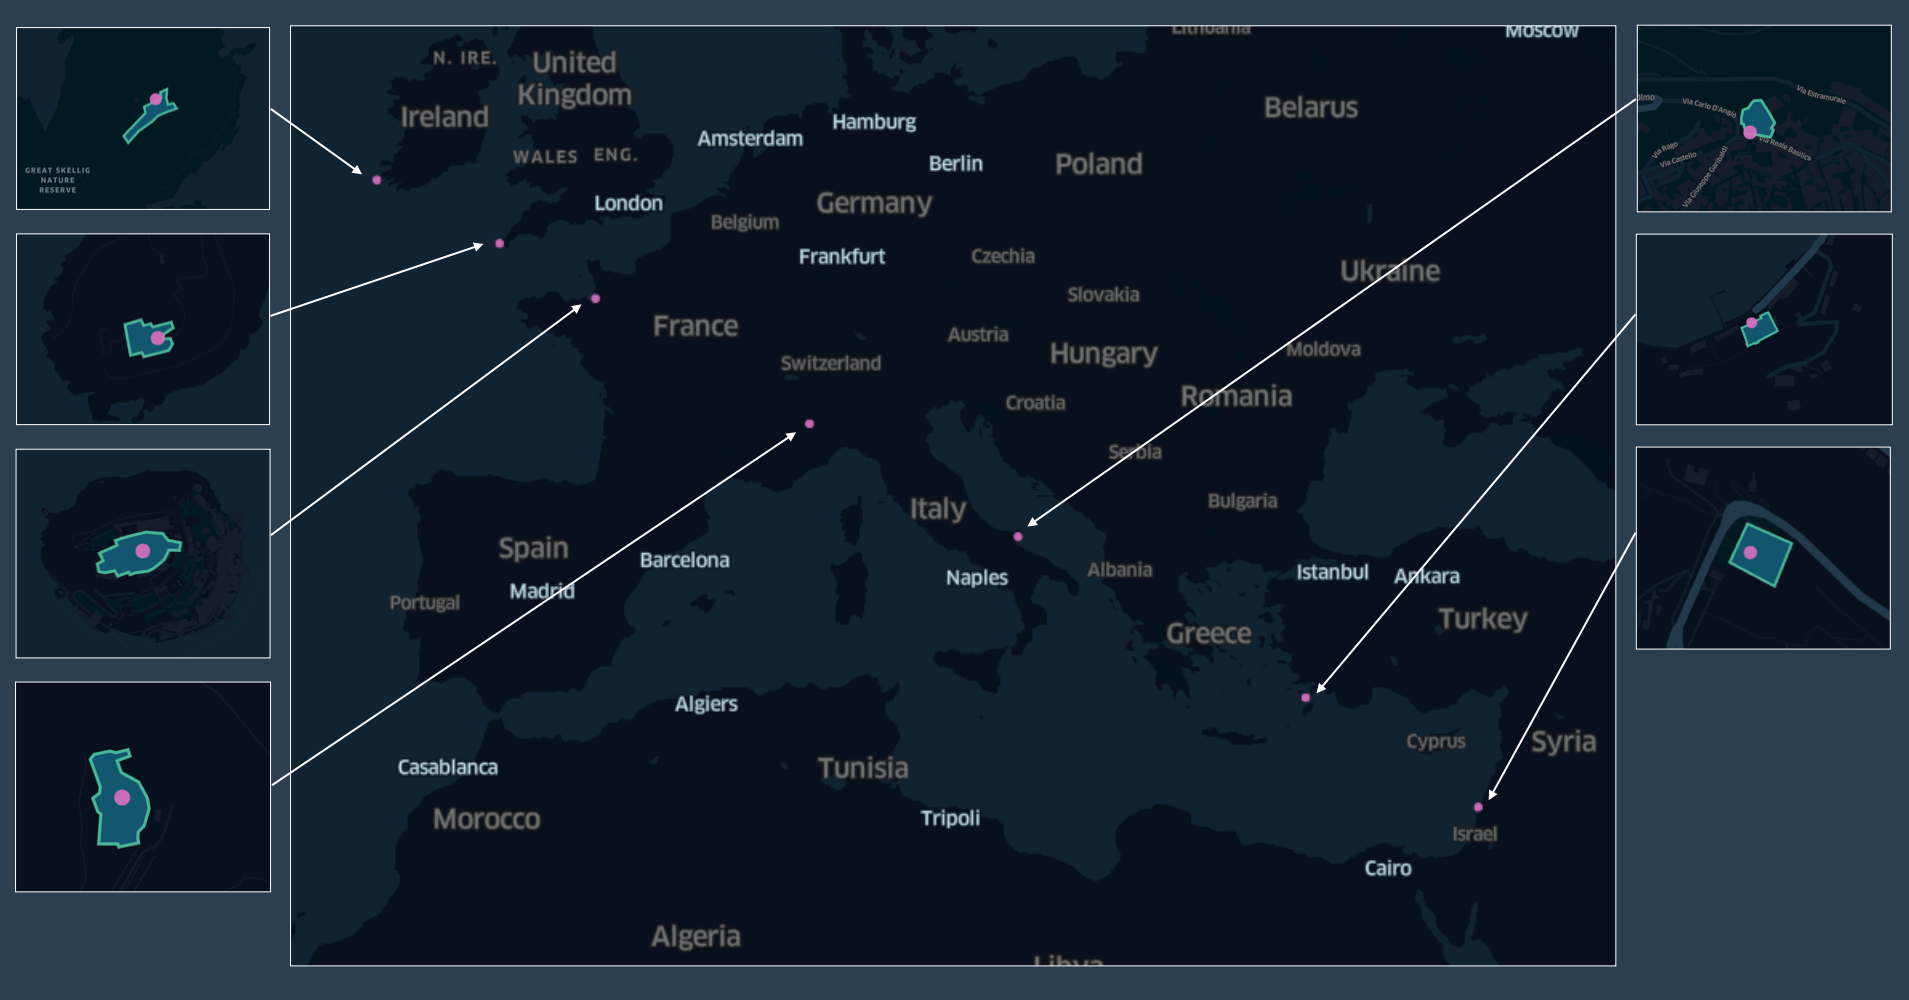 GREAT SKELLIG
NATURE
RESERVE
Lithuania
Moscow
N. IRE.
United
Kingdom
Ireland
Belarus
Hamburg
Amsterdam
WALES ENG.
Berlin
Poland
London
Germany
Belgium
Frankfurt
Czechia
Ukraine
Slovakia
France
Austria
Hungary
Moldova
Switzerland
Croatia
Romania
Serbia
Italy
Bulgaria
Spain
Barcelona
Madrid
Portugal
Naples
Albania
Istanbul
Ankara
Turkey
Greece
Algiers
Cyprus
Syria
Casablanca
Tunisia
Morocco
Tripoli
Israel
Cairo
Algeria
Libya
Via Estramurale
Via Carlo D'Angiò
Via Rago
Via Castello
Via Giuseppe Garibaldi
Via Reale Basilica